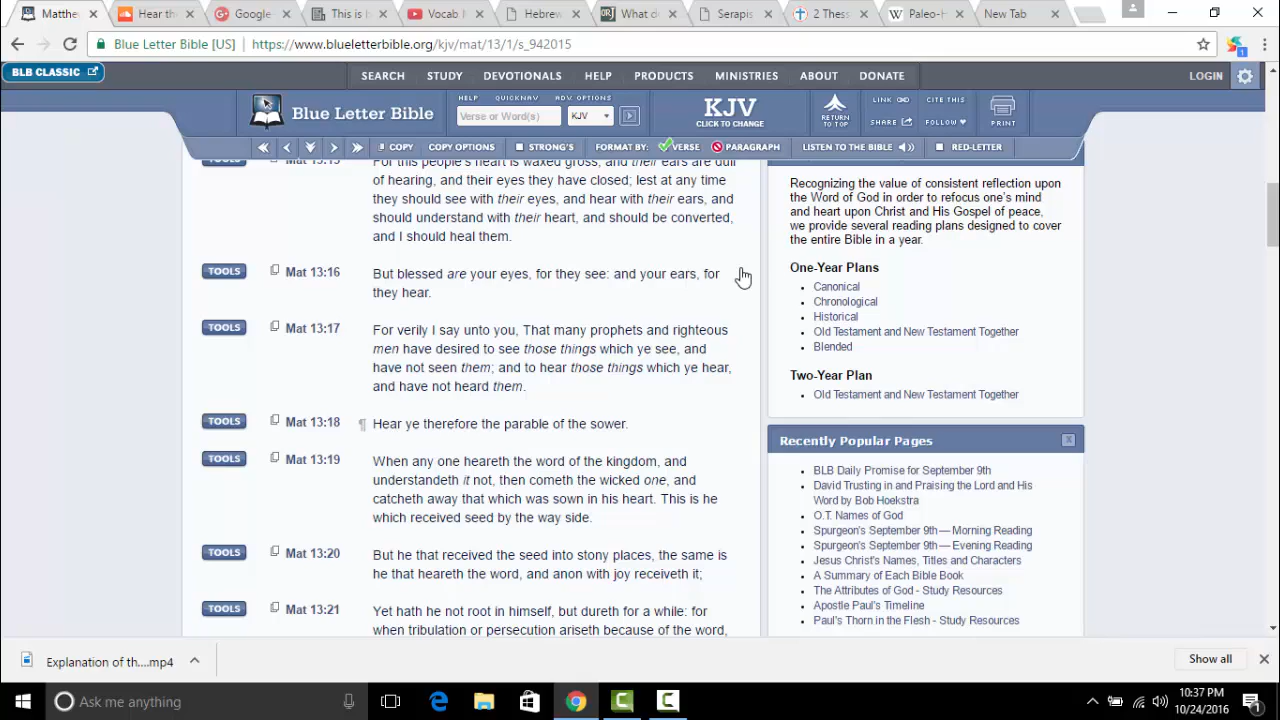 Matthe
Hear th
Google
This is b
Vocab I
Hebrew
What d
Serapis
2 Thess
Paleo-H
New Tab
Blue Letter Bible [US]
https://www.blueletterbible.org/kjv/mat/13/1/s_942015
BLB CLASSIC
SEARCH STUDY DEVOTIONALS HELP PRODUCTS MINISTRIES ABOUT DONATE
LOGIN
Blue Letter Bible
HELP QUICKNAV ADV. OPTIONS
Verse or Word(s) KJV
KJV
CLICK TO CHANGE
RETURN
TO TOP
LINK CITE THIS
SHARE FOLLOW
PRINT
COPY COPY OPTIONS STRONG'S FORMAT BY: VERSE PARAGRAPH LISTEN TO THE BIBLE RED-LETTER
TOOLS Mat 13:15 For this people's heart is waxed gross, and their ears are dull
of hearing, and their eyes they have closed; lest at any time
they should see with their eyes, and hear with their ears, and
should understand with their heart, and should be converted,
and I should heal them.
TOOLS Mat 13:16 But blessed are your eyes, for they see: and your ears, for
they hear.
TOOLS Mat 13:17 For verily I say unto you, That many prophets and righteous
men have desired to see those things which ye see, and
have not seen them; and to hear those things which ye hear,
and have not heard them.
TOOLS Mat 13:18 ¶ Hear ye therefore the parable of the sower.
TOOLS Mat 13:19 When any one heareth the word of the kingdom, and
understandeth it not, then cometh the wicked one, and
catcheth away that which was sown in his heart. This is he
which received seed by the way side.
TOOLS Mat 13:20 But he that received the seed into stony places, the same is
he that heareth the word, and anon with joy receiveth it;
TOOLS Mat 13:21 Yet hath he not root in himself, but dureth for a while: for
when tribulation or persecution ariseth because of the word,
Recognizing the value of consistent reflection upon
the Word of God in order to refocus one's mind
and heart upon Christ and His Gospel of peace,
we provide several reading plans designed to cover
the entire Bible in a year.
One-Year Plans
Canonical
Chronological
Historical
Old Testament and New Testament Together
Blended
Two-Year Plan
Old Testament and New Testament Together
Recently Popular Pages
BLB Daily Promise for September 9th
David Trusting in and Praising the Lord and His
Word by Bob Hoekstra
O.T. Names of God
Spurgeon's September 9th — Morning Reading
Spurgeon's September 9th — Evening Reading
Jesus Christ's Names, Titles and Characters
A Summary of Each Bible Book
The Attributes of God - Study Resources
Apostle Paul's Timeline
Paul's Thorn in the Flesh - Study Resources
Explanation of th....mp4
Show all
Ask me anything
10:37 PM
10/24/2016